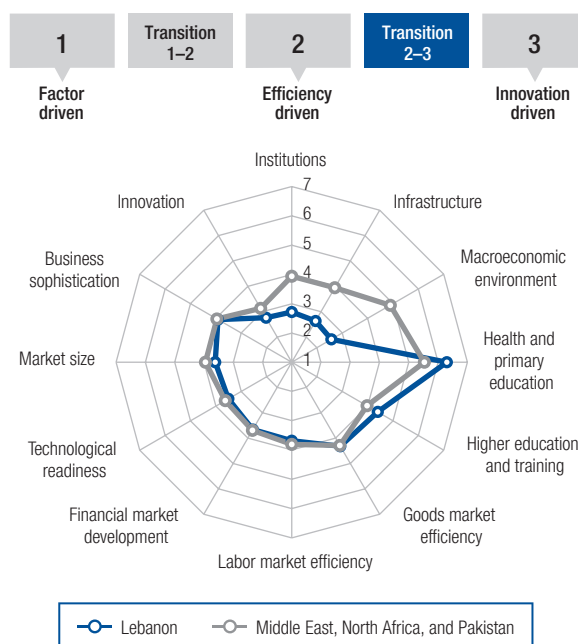 1
Transition
1–2
2
Transition
2–3
3
Factor
driven
Efficiency
driven
Innovation
driven
Institutions
Innovation
Infrastructure
Business
sophistication
Macroeconomic
environment
Market size
Health and
primary
education
Technological
readiness
Higher education
and training
Financial market
development
Goods market
efficiency
Labor market efficiency
7
6
5
4
3
2
1
Lebanon
Middle East, North Africa, and Pakistan